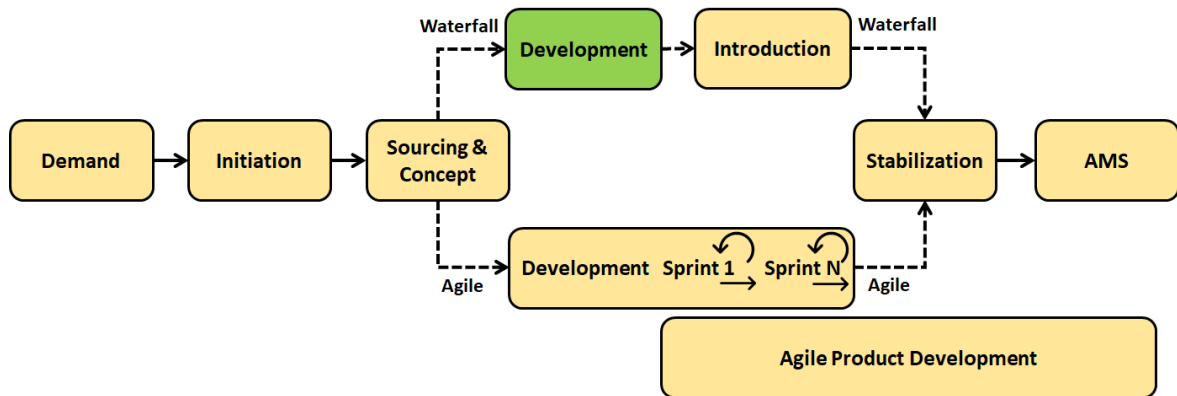 Waterfall
Development
Introduction
Waterfall
Demand
Initiation
Sourcing &
Concept
Stabilization
AMS
Development Sprint 1 Sprint N
Agile
Agile
Agile Product Development